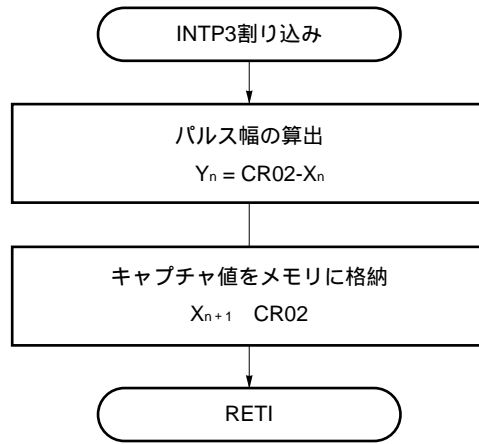 INTP3割り込み
パルス幅の算出
Yn = CR02-Xn
キャプチャ値をメモリに格納
Xn+1 CR02
RETI